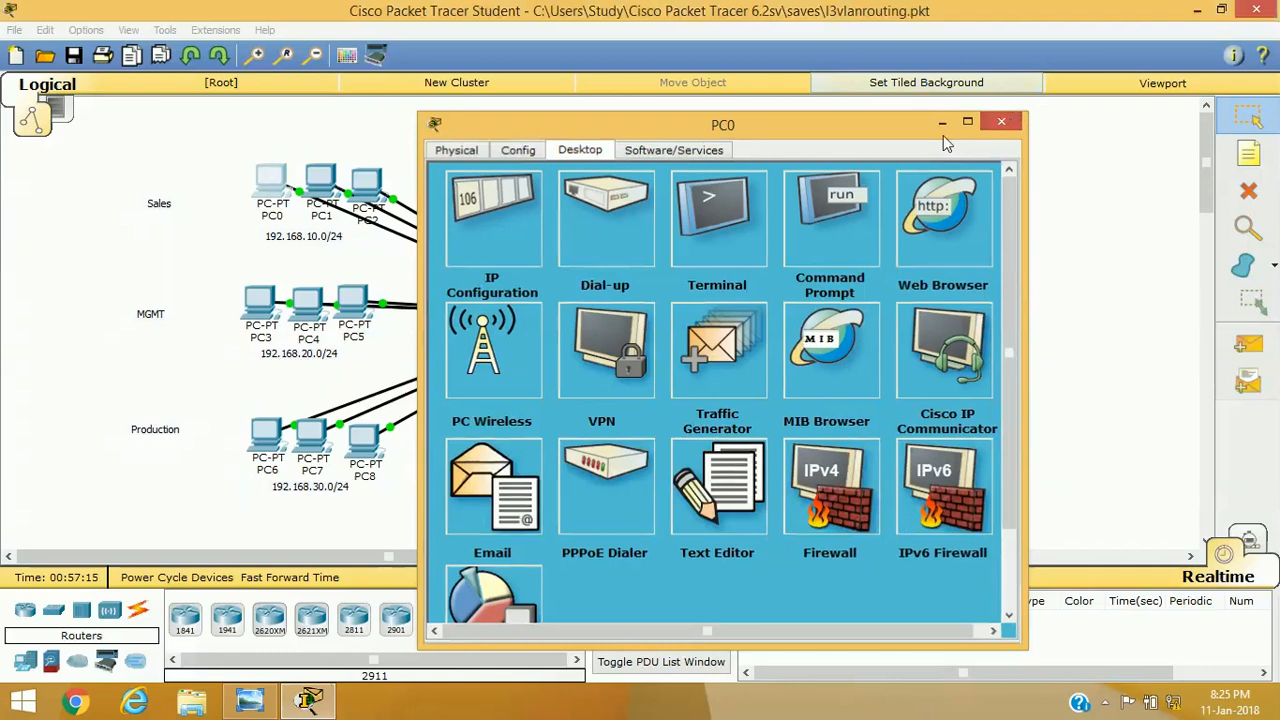 Cisco Packet Tracer Student - C:\Users\Study\Cisco Packet Tracer 6.2sv\saves\l3vlanrouting.pkt
File Edit Options View Tools Extensions Help
Logical [Root] New Cluster Move Object Set Tiled Background Viewport
PC0
Physical Config Desktop Software/Services
Sales
PC-PT PC-PT PC-PT
PC0 PC1 PC2
192.168.10.0/24
MGMT
PC-PT PC-PT PC-PT
PC3 PC4 PC5
192.168.20.0/24
Production
PC-PT PC-PT PC-PT
PC6 PC7 PC8
192.168.30.0/24
106
>
run
http:
IP Configuration
Dial-up
Terminal
Command Prompt
Web Browser
MIB
PC Wireless
VPN
Traffic Generator
MIB Browser
Cisco IP Communicator
@
IPv4
IPv6
Email
PPPoE Dialer
Text Editor
Firewall
IPv6 Firewall
Time: 00:57:15 Power Cycle Devices Fast Forward Time
Realtime
Routers
1841 1941 2620XM 2621XM 2811 2901
2911
Toggle PDU List Window
Color Time(sec) Periodic Num
8:25 PM
11-Jan-2018